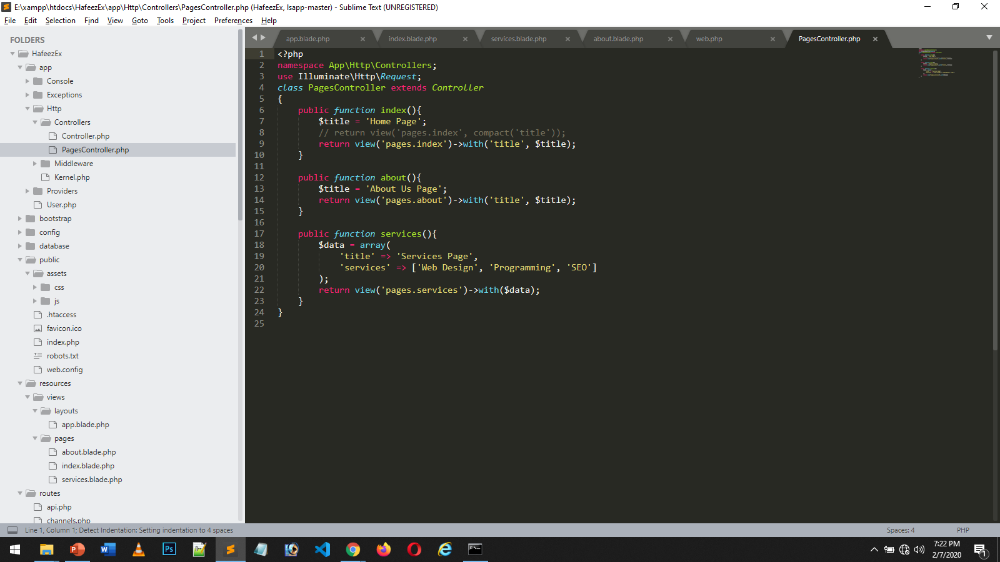 E:\xampp\htdocs\HafeezEx\app\Http\Controllers\PagesController.php (HafeezEx, lsapp-master) - Sublime Text (UNREGISTERED)
File Edit Selection Find View Goto Tools Project Preferences Help
FOLDERS
HafeezEx
app
Console
Exceptions
Http
Controllers
Controller.php
PagesController.php
Middleware
Kernel.php
Providers
User.php
bootstrap
config
database
public
assets
css
js
.htaccess
favicon.ico
index.php
robots.txt
web.config
resources
views
layouts
app.blade.php
pages
about.blade.php
index.blade.php
services.blade.php
routes
api.php
channels.php
app.blade.php index.blade.php services.blade.php about.blade.php web.php PagesController.php
1 <?php
2 namespace App\Http\Controllers;
3 use Illuminate\Http\Request;
4 class PagesController extends Controller
5 {
6 public function index(){
7 $title = 'Home Page';
8 // return view('pages.index', compact('title'));
9 return view('pages.index')->with('title', $title);
10 }
11
12 public function about(){
13 $title = 'About Us Page';
14 return view('pages.about')->with('title', $title);
15 }
16
17 public function services(){
18 $data = array(
19 'title' => 'Services Page',
20 'services' => ['Web Design', 'Programming', 'SEO']
21 );
22 return view('pages.services')->with($data);
23 }
24 }
25
Line 1, Column 1; Detect Indentation: Setting indentation to 4 spaces Spaces: 4 PHP
7:22 PM
2/7/2020
1